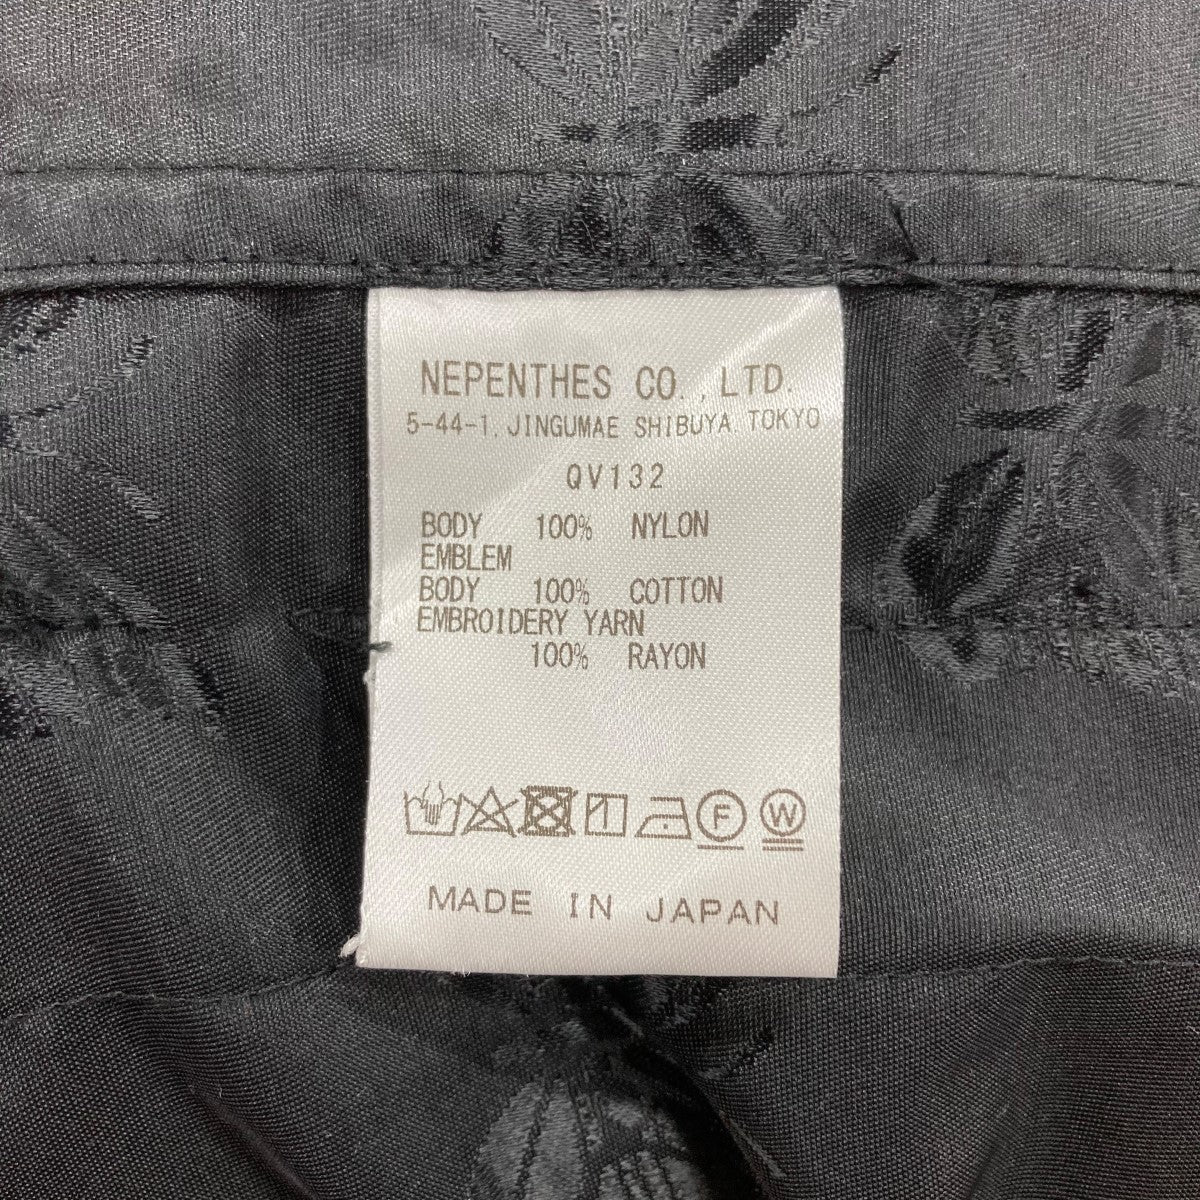 NEPENTHES CO.,LTD.
5-44-1, JINGUMAE SHIBUYA TOKYO
QV132
BODY 100% NYLON
EMBLEM
BODY 100% COTTON
EMBROIDERY YARN
100% RAYON
F W
MADE IN JAPAN